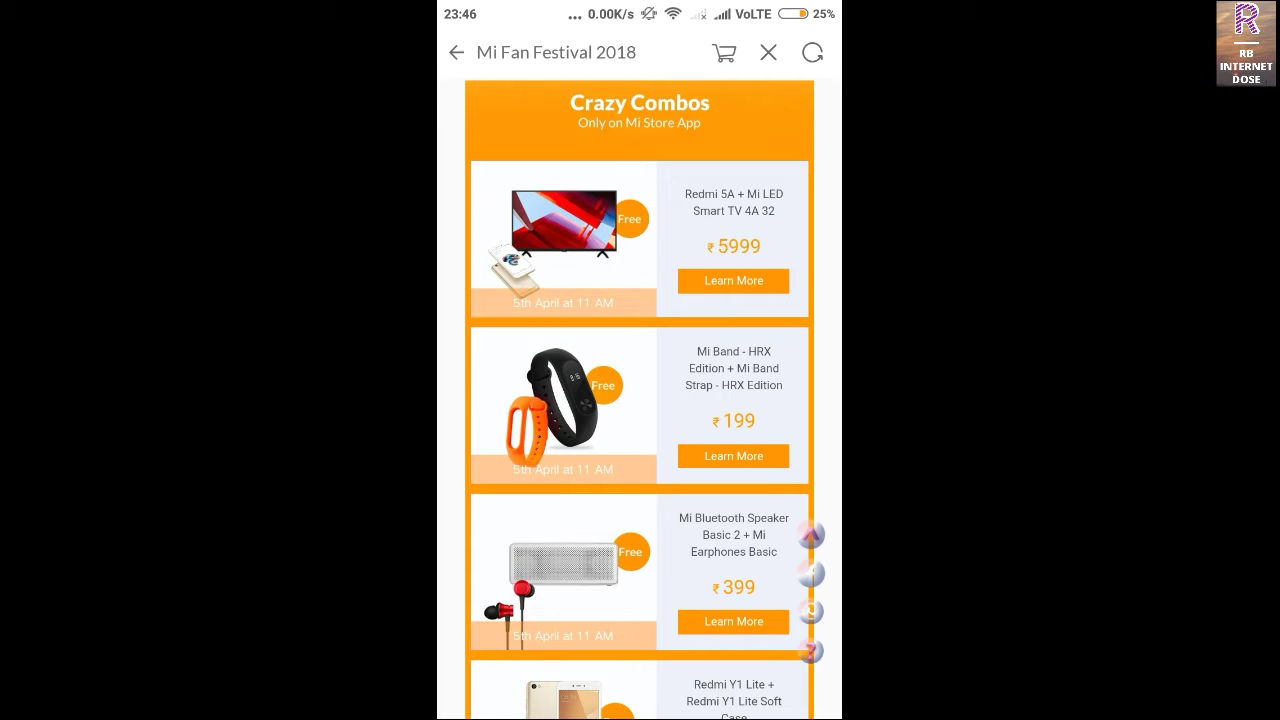 23:46
... 0.00K/s VoLTE 25%
Mi Fan Festival 2018
R
RB
INTERNET
DOSE
Crazy Combos
Only on Mi Store App
Free
5th April at 11 AM
Redmi 5A + Mi LED
Smart TV 4A 32
₹ 5999
Learn More
Free
5th April at 11 AM
Mi Band - HRX
Edition + Mi Band
Strap - HRX Edition
₹ 199
Learn More
Free
5th April at 11 AM
Mi Bluetooth Speaker
Basic 2 + Mi
Earphones Basic
₹ 399
Learn More
Redmi Y1 Lite +
Redmi Y1 Lite Soft
Case